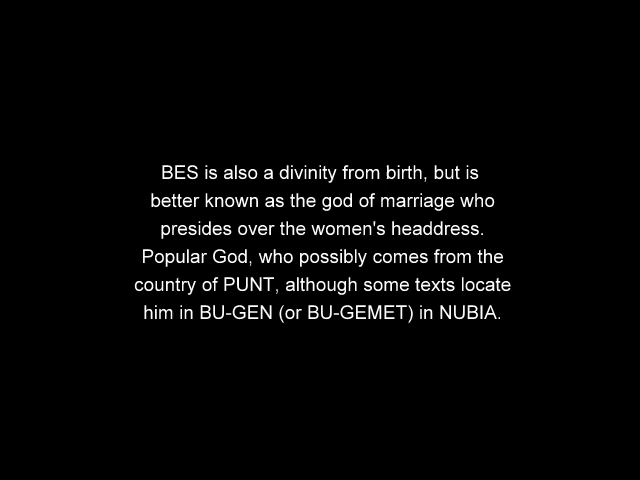 BES is also a divinity from birth, but is
better known as the god of marriage who
presides over the women's headdress.
Popular God, who possibly comes from the
country of PUNT, although some texts locate
him in BU-GEN (or BU-GEMET) in NUBIA.